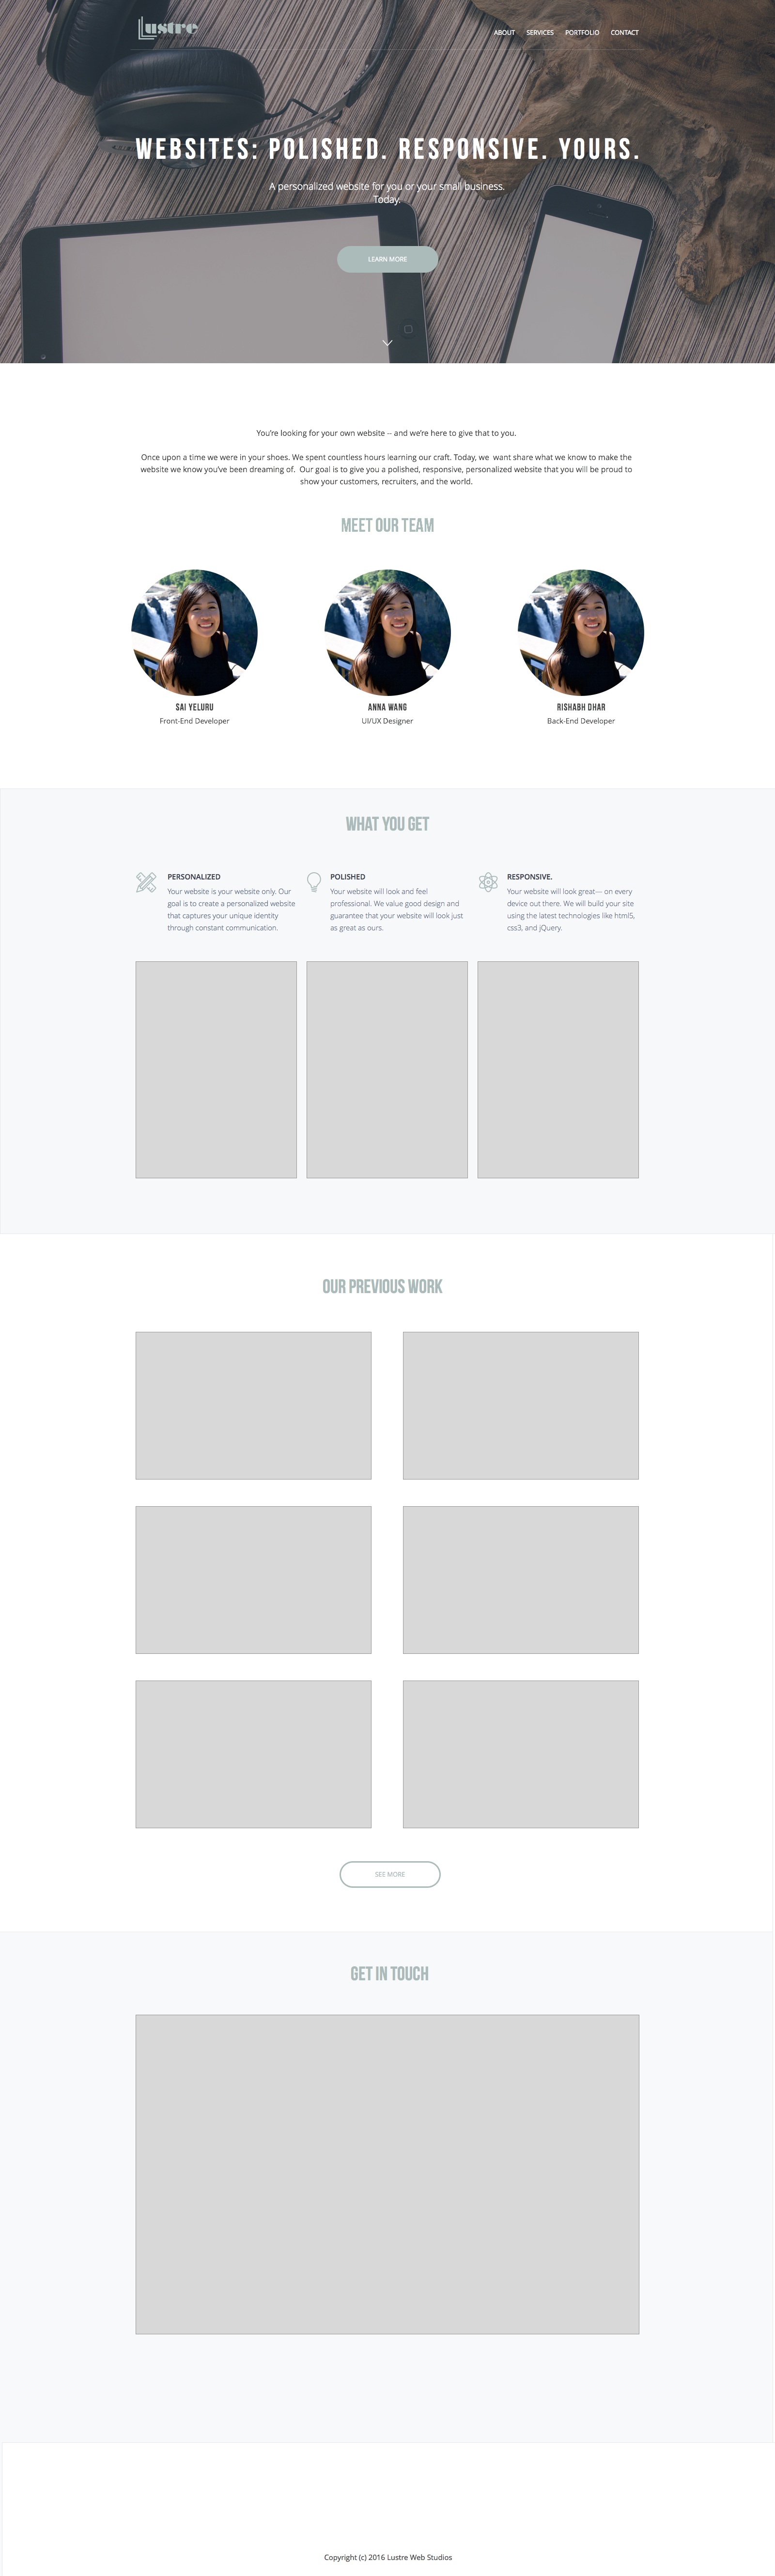 Lustre
ABOUT SERVICES PORTFOLIO CONTACT
WEBSITES: POLISHED. RESPONSIVE. YOURS.
A personalized website for you or your small business.
Today.
LEARN MORE
You're looking for your own website -- and we're here to give that to you.
Once upon a time we were in your shoes. We spent countless hours learning our craft. Today, we  want share what we know to make the
website we know you've been dreaming of.  Our goal is to give you a polished, responsive, personalized website that you will be proud to
show your customers, recruiters, and the world.
MEET OUR TEAM
SAI YELURU
Front-End Developer
ANNA WANG
UI/UX Designer
RISHABH DHAR
Back-End Developer
WHAT YOU GET
PERSONALIZED
Your website is your website only. Our
goal is to create a personalized website
that captures your unique identity
through constant communication.
POLISHED
Your website will look and feel
professional. We value good design and
guarantee that your website will look just
as great as ours.
RESPONSIVE.
Your website will look great— on every
device out there. We will build your site
using the latest technologies like html5,
css3, and jQuery.
OUR PREVIOUS WORK
SEE MORE
GET IN TOUCH
Copyright (c) 2016 Lustre Web Studios